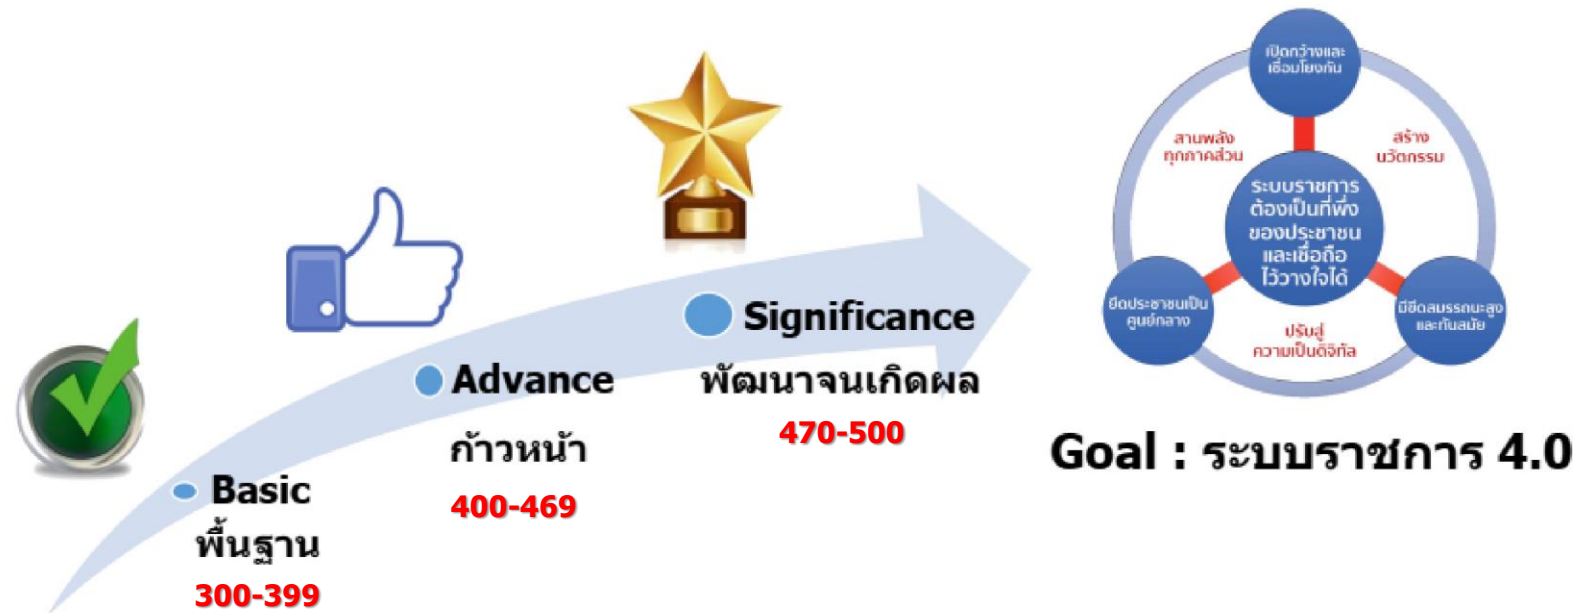 Basic
พื้นฐาน
300-399
Advance
ก้าวหน้า
400-469
Significance
พัฒนาจนเกิดผล
470-500
เปิดกว้างและ
เชื่อมโยงกัน
สานพลัง
ทุกภาคส่วน
สร้าง
นวัตกรรม
ระบบราชการ
ต้องเป็นที่พึ่ง
ของประชาชน
และเชื่อถือ
ไว้วางใจได้
ยึดประชาชนเป็น
ศูนย์กลาง
มีขีดสมรรถนะสูง
และทันสมัย
ปรับสู่
ความเป็นดิจิทัล
Goal : ระบบราชการ 4.0